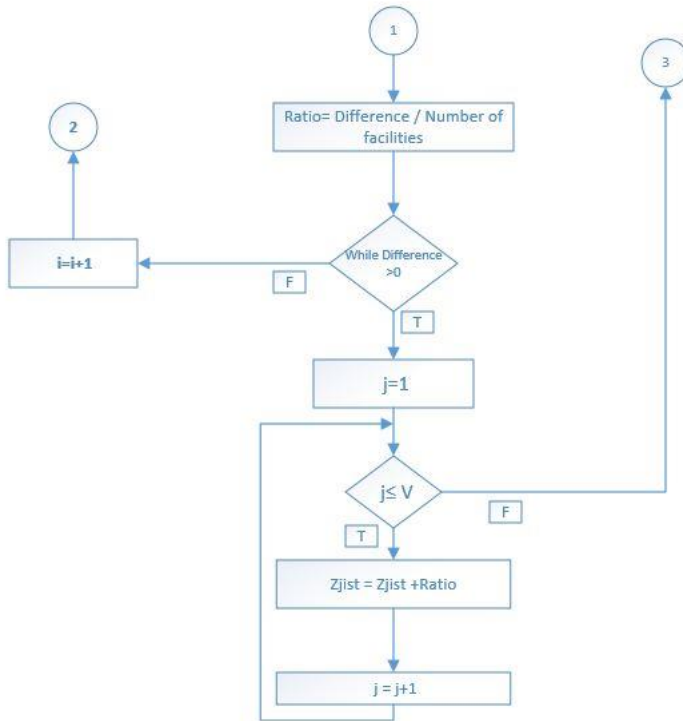 1
3
Ratio= Difference / Number of
facilities
2
While Difference
>0
i=i+1
F
T
j=1
j≤ V
F
T
Zjist = Zjist +Ratio
j = j+1